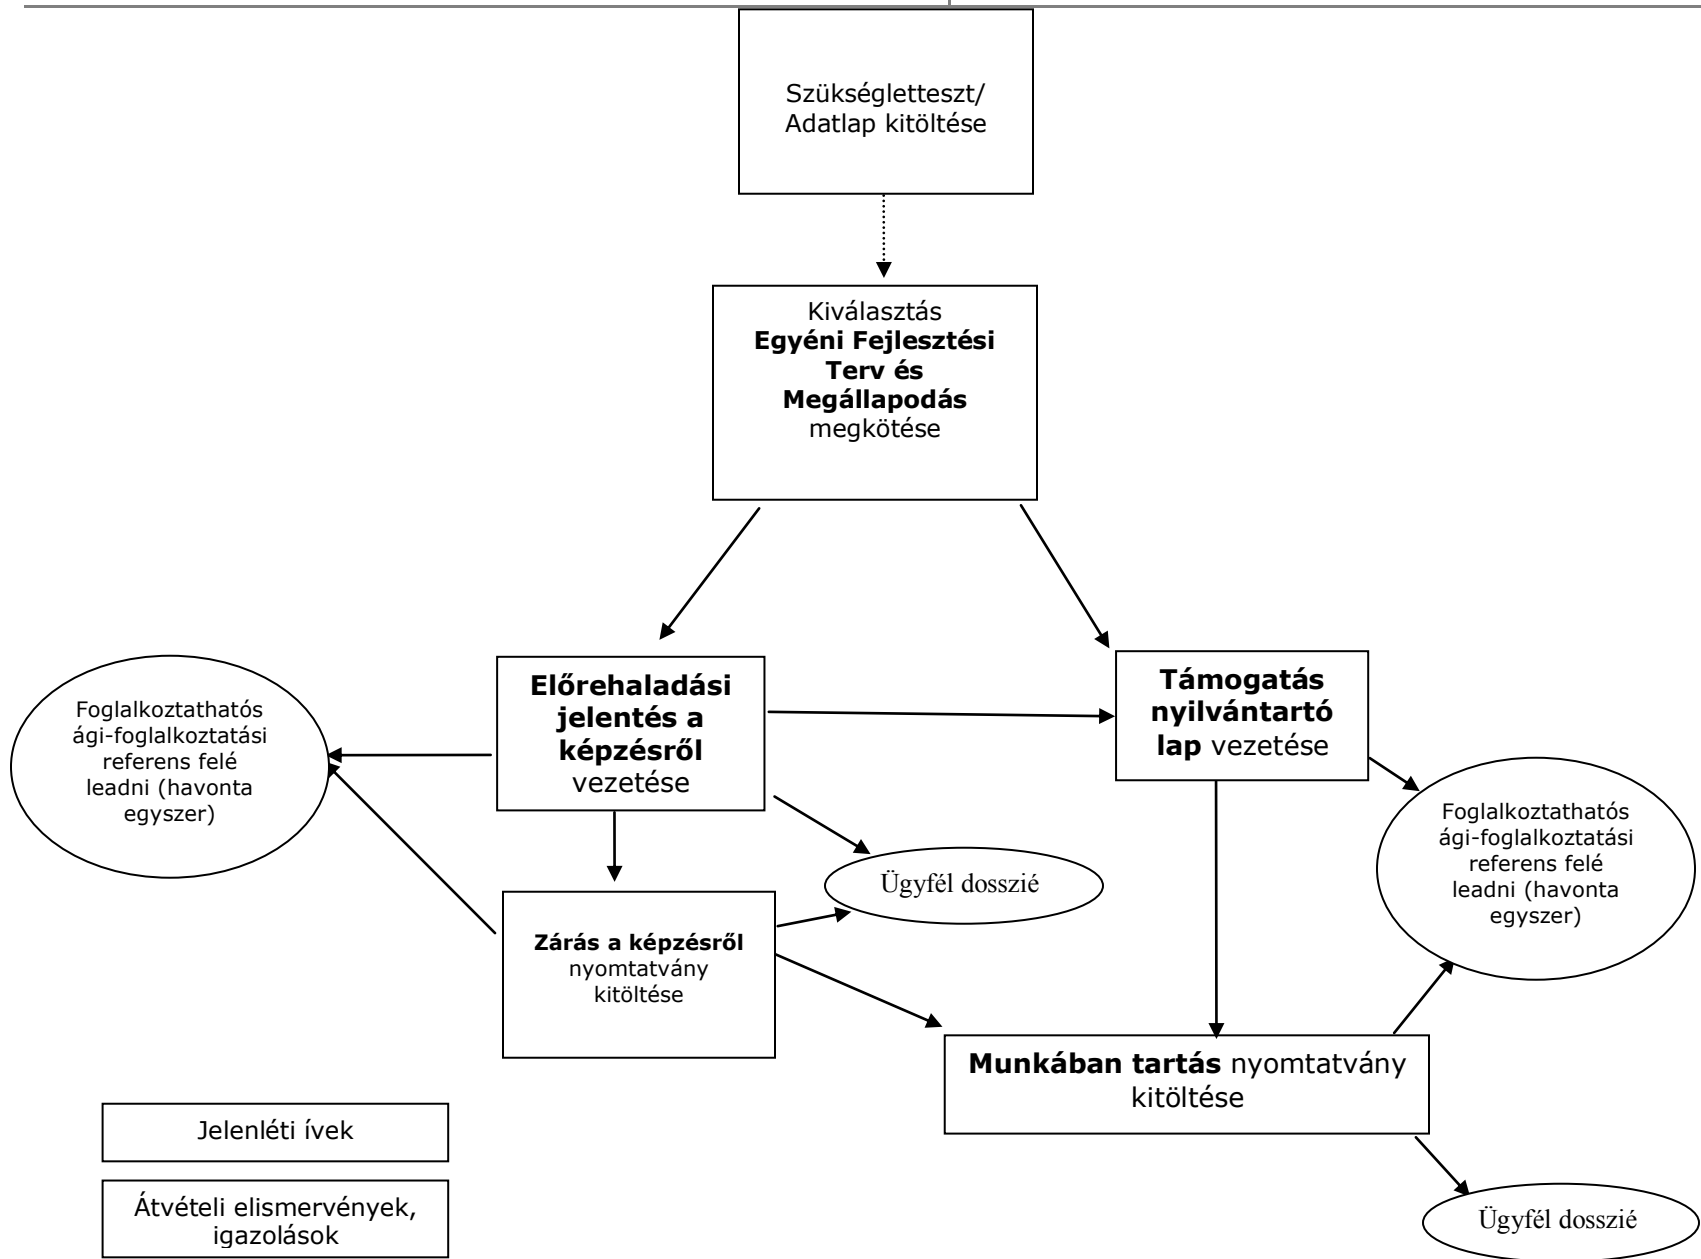 Szükségletteszt/
Adatlap kitöltése
Kiválasztás
Egyéni Fejlesztési
Terv és
Megállapodás
megkötése
Előrehaladási
jelentés a
képzésről
vezetése
Támogatás
nyilvántartó
lap vezetése
Foglalkoztathatós
ági-foglalkoztatási
referens felé
leadni (havonta
egyszer)
Foglalkoztathatós
ági-foglalkoztatási
referens felé
leadni (havonta
egyszer)
Ügyfél dosszié
Zárás a képzésről
nyomtatvány
kitöltése
Munkában tartás nyomtatvány
kitöltése
Jelenléti ívek
Átvételi elismervények,
igazolások
Ügyfél dosszié